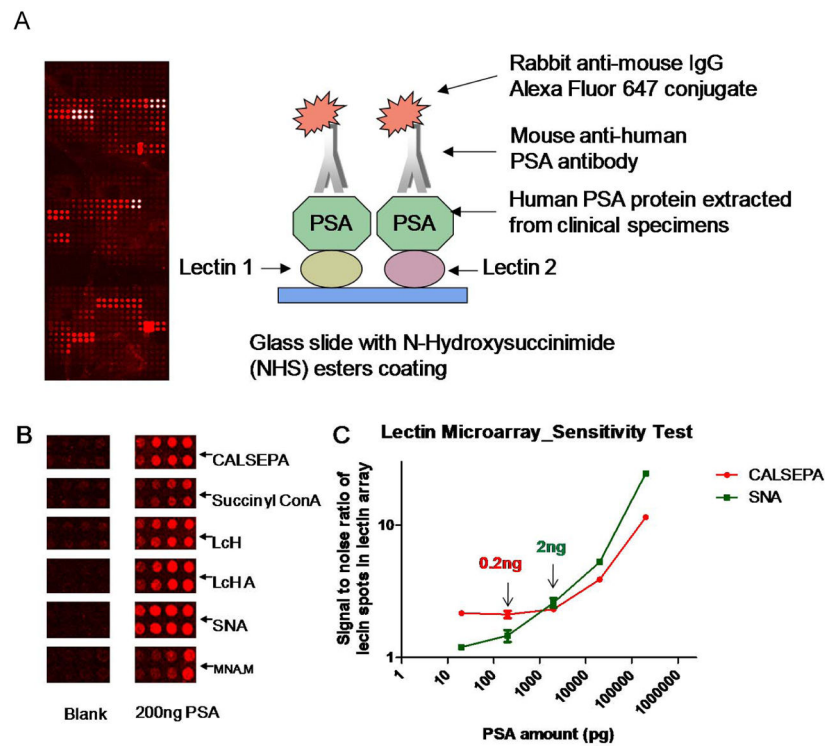 A
Rabbit anti-mouse IgG
Alexa Fluor 647 conjugate
Mouse anti-human
PSA antibody
PSA PSA
Human PSA protein extracted
from clinical specimens
Lectin 1
Lectin 2
Glass slide with N-Hydroxysuccinimide
(NHS) esters coating
B
CALSEPA
Succinyl ConA
LcH
LcH A
SNA
MNA,M
Blank 200ng PSA
C Lectin Microarray_Sensitivity Test
CALSEPA
SNA
Signal to noise ratio of
lecin spots in lectin array
10
1
0.2ng
2ng
1 10 100 1000 10000 100000 1000000
PSA amount (pg)